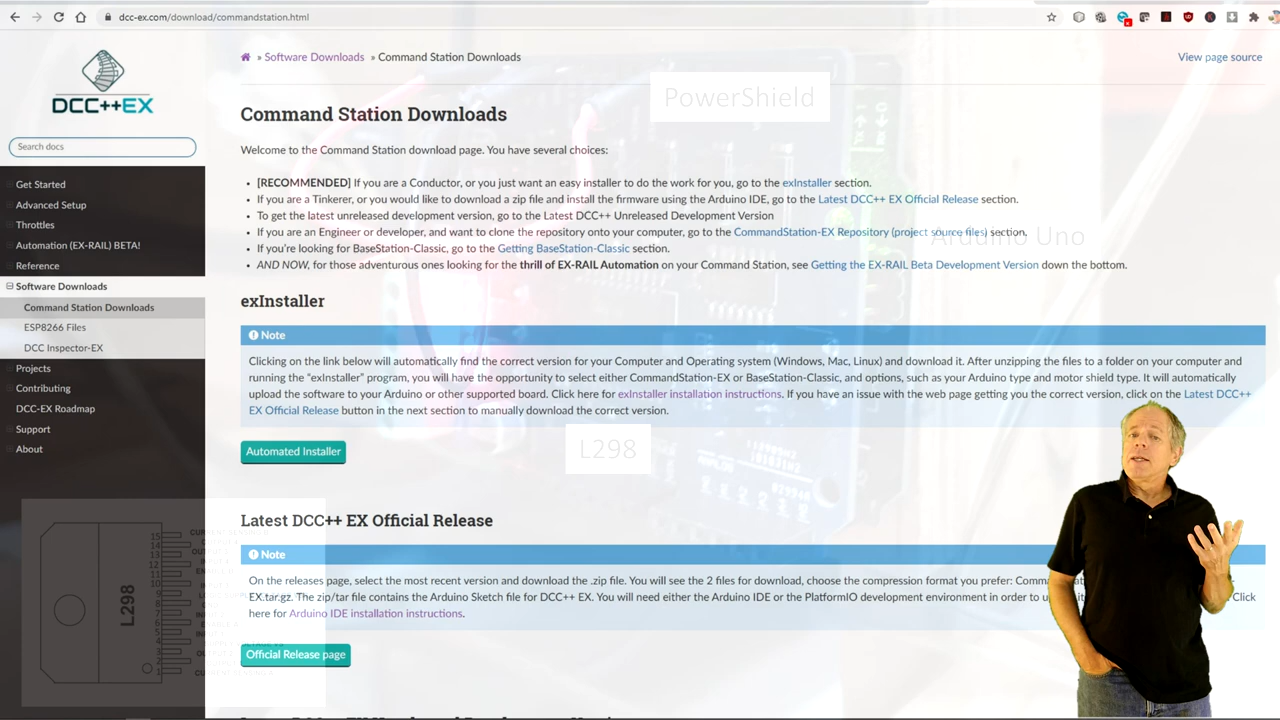 dcc-ex.com/download/commandstation.html
DCC++EX
Search docs
Get Started
Advanced Setup
Throttles
Automation (EX-RAIL) BETA!
Reference
Software Downloads
Command Station Downloads
ESP8266 Files
DCC Inspector-EX
Projects
Contributing
DCC-EX Roadmap
Support
About
» Software Downloads » Command Station Downloads
View page source
PowerShield
Command Station Downloads
Welcome to the Command Station download page. You have several choices:
[RECOMMENDED] If you are a Conductor, or you just want an easy installer to do the work for you, go to the exInstaller section.
If you are a Tinkerer, or you would like to download a zip file and install the firmware using the Arduino IDE, go to the Latest DCC++ EX Official Release section.
To get the latest unreleased development version, go to the Latest DCC++ Unreleased Development Version
If you are an Engineer or developer, and want to clone the repository onto your computer, go to the CommandStation-EX Repository (project source files) section.
Arduino Uno
If you're looking for BaseStation-Classic, go to the Getting BaseStation-Classic section.
AND NOW, for those adventurous ones looking for the thrill of EX-RAIL Automation on your Command Station, see Getting the EX-RAIL Beta Development Version down the bottom.
exInstaller
Note
Clicking on the link below will automatically find the correct version for your Computer and Operating system (Windows, Mac, Linux) and download it. After unzipping the files to a folder on your computer and
running the "exInstaller" program, you will have the opportunity to select either CommandStation-EX or BaseStation-Classic, and options, such as your Arduino type and motor shield type. It will automatically
upload the software to your Arduino or other supported board. Click here for exInstaller installation instructions. If you have an issue with the web page getting you the correct version, click on the Latest DCC++
EX Official Release button in the next section to manually download the correct version.
Automated Installer
L298
Latest DCC++ EX Official Release
Note
On the releases page, select the most recent version and download the .zip file. You will see the 2 files for download, choose the compression format you prefer:
EX.tar.gz. The zip/tar file contains the Arduino Sketch file for DCC++ EX. You will need either the Arduino IDE or the PlatformIO development environment in order to Click
here for Arduino IDE installation instructions.
Official Release page
L298
15
14
13
12
11
10
9
8
7
6
5
4
3
2
1